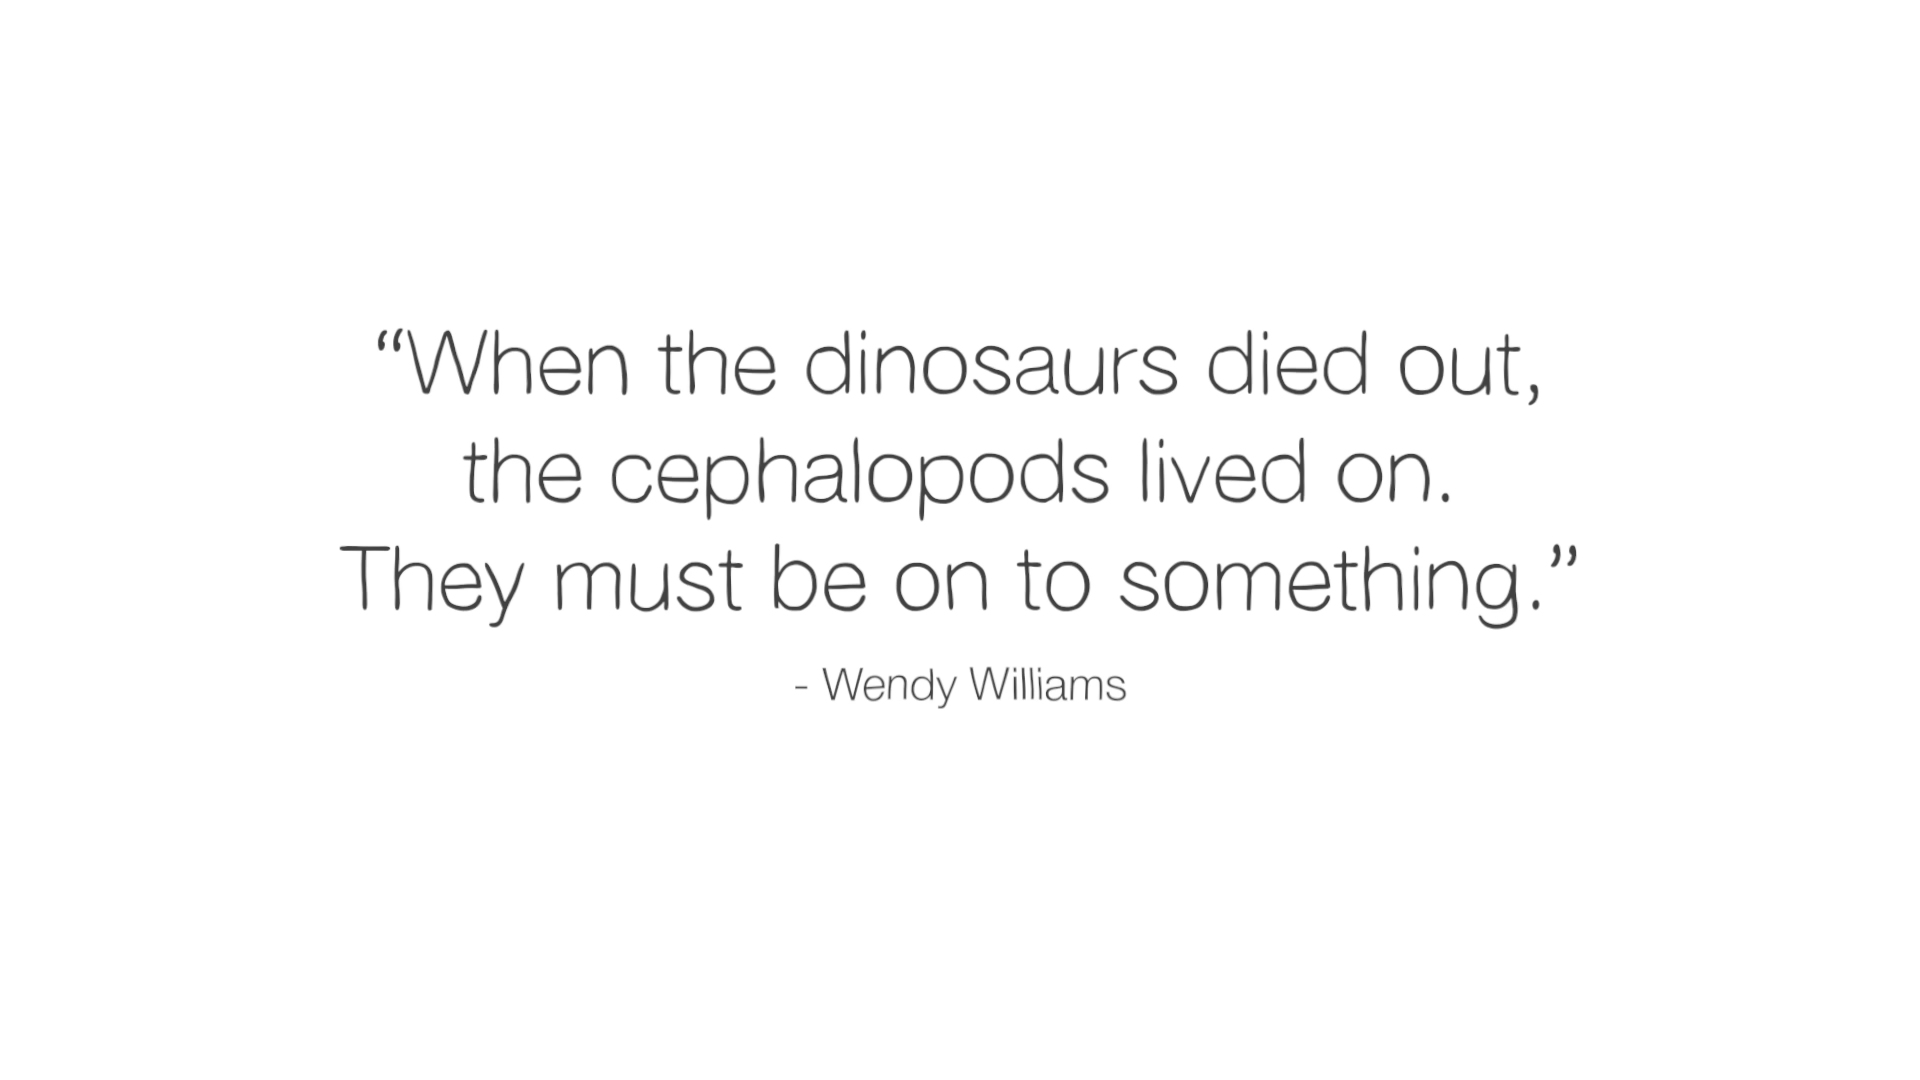 “When the dinosaurs died out,
the cephalopods lived on.
They must be on to something.”
- Wendy Williams